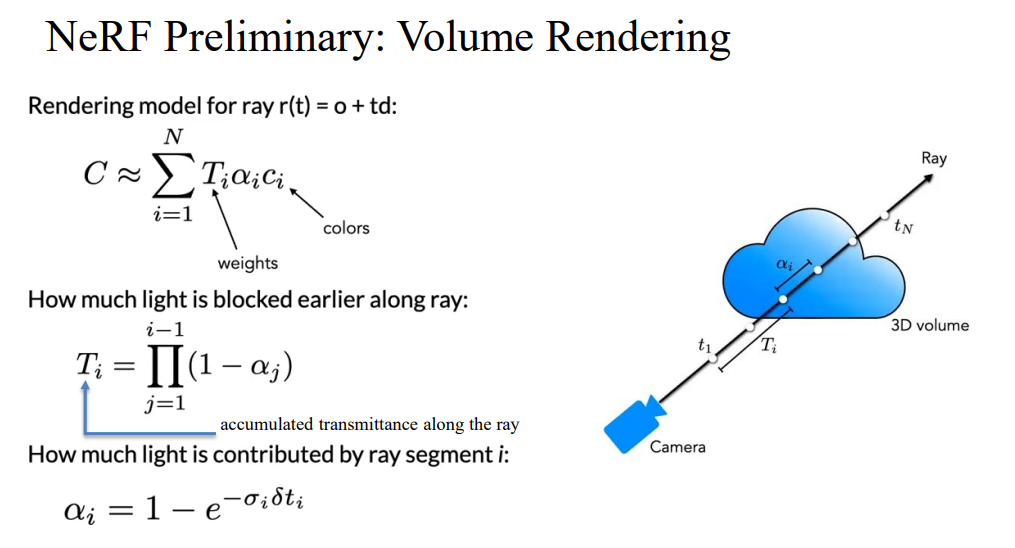 NeRF Preliminary: Volume Rendering
Rendering model for ray r(t) = o + td:
C ≈ ∑_{i=1}^{N} T_i α_i c_i
colors
weights
How much light is blocked earlier along ray:
T_i = ∏_{j=1}^{i−1} (1 − α_j)
accumulated transmittance along the ray
How much light is contributed by ray segment i:
α_i = 1 − e^{−σ_i δt_i}
Ray
t_N
α_i
3D volume
t_1
T_i
Camera